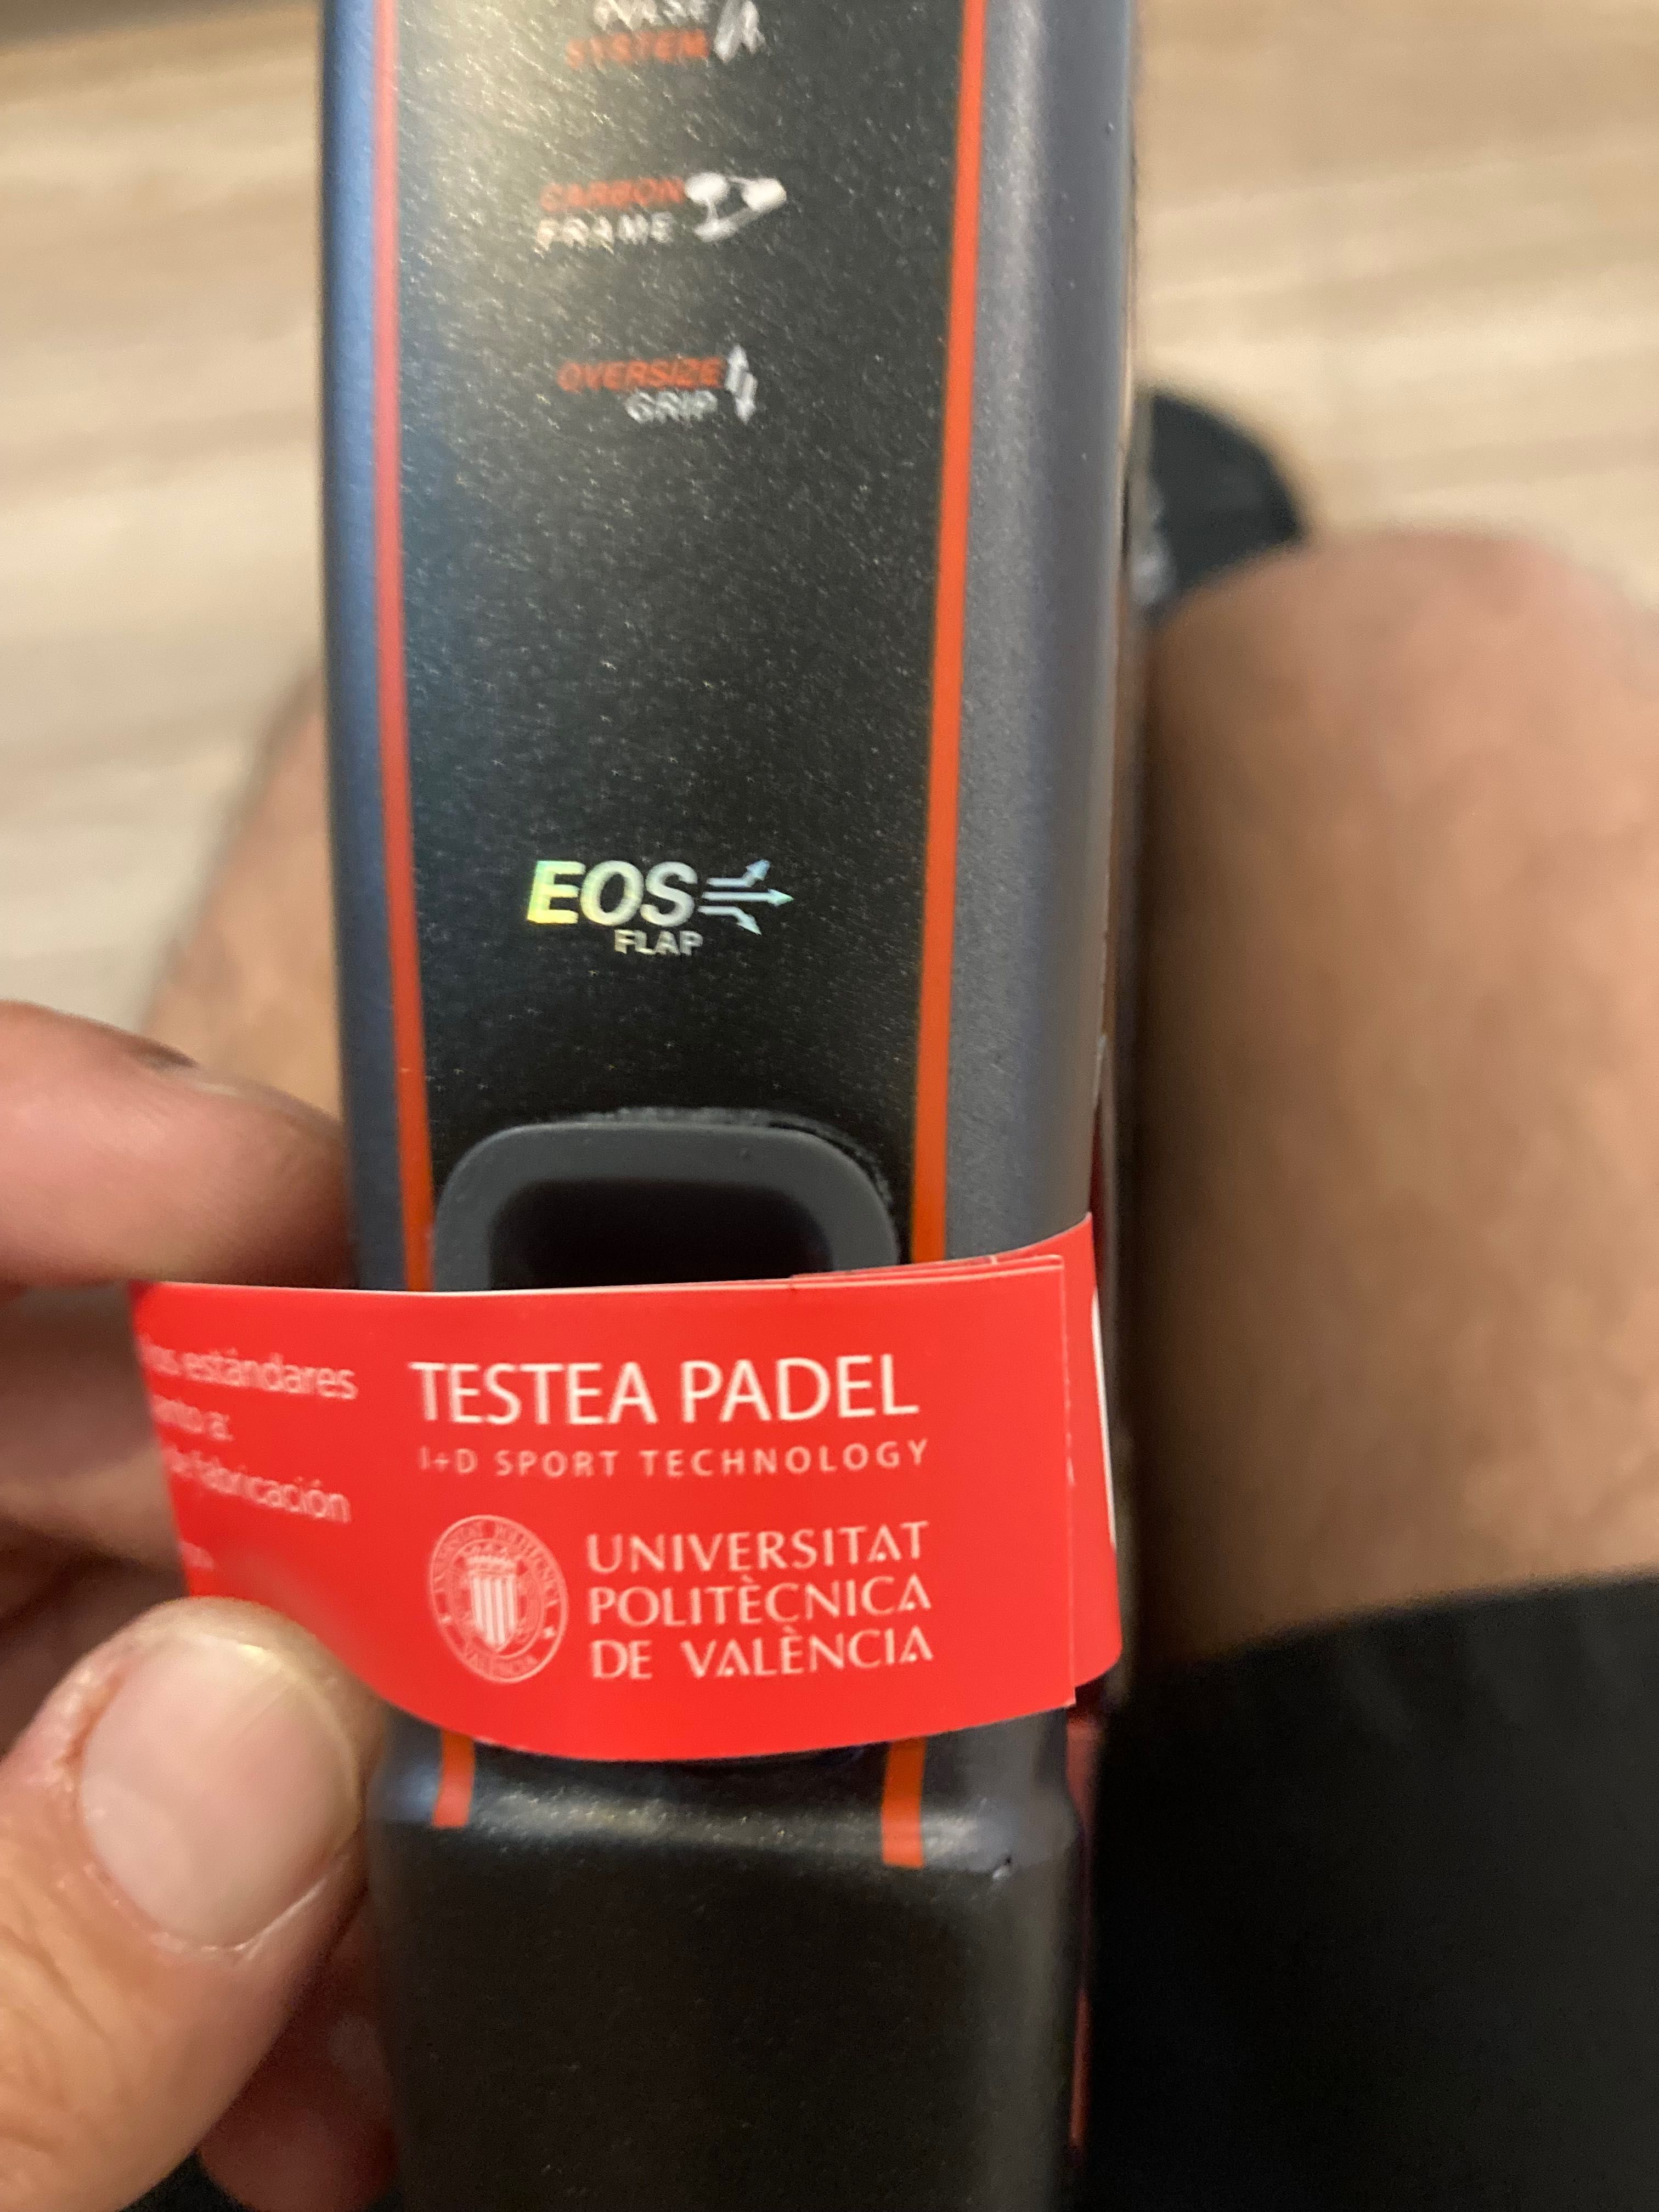 SYSTEM
CARBON
FRAME
OVERSIZE
GRIP
EOS
FLAP
estándares
a:
fabricación
TESTEA PADEL
I+D SPORT TECHNOLOGY
UNIVERSITAT
POLITÈCNICA
DE VALÈNCIA